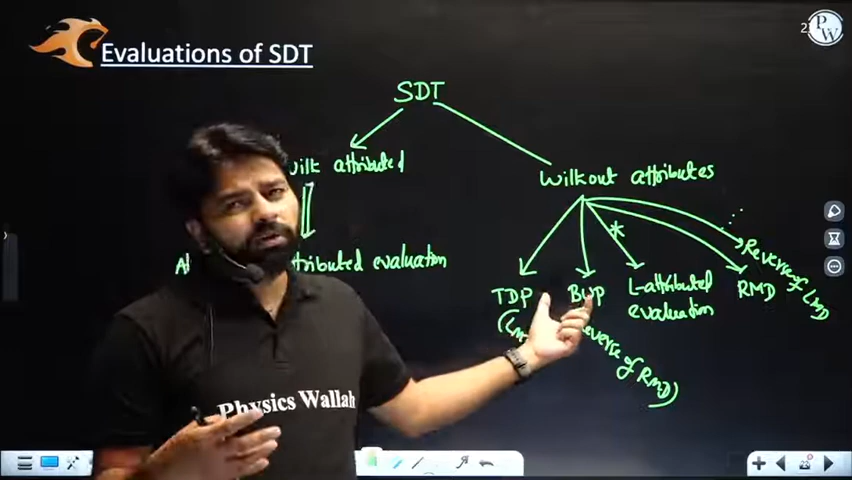 Evaluations of SDT
PW
SDT
attributed
Without attributes
*
attributed evaluation
TDP
BUP
L-attributed
evaluation
RMD
Reverse of LMD
of RMD)
Physics Wallah